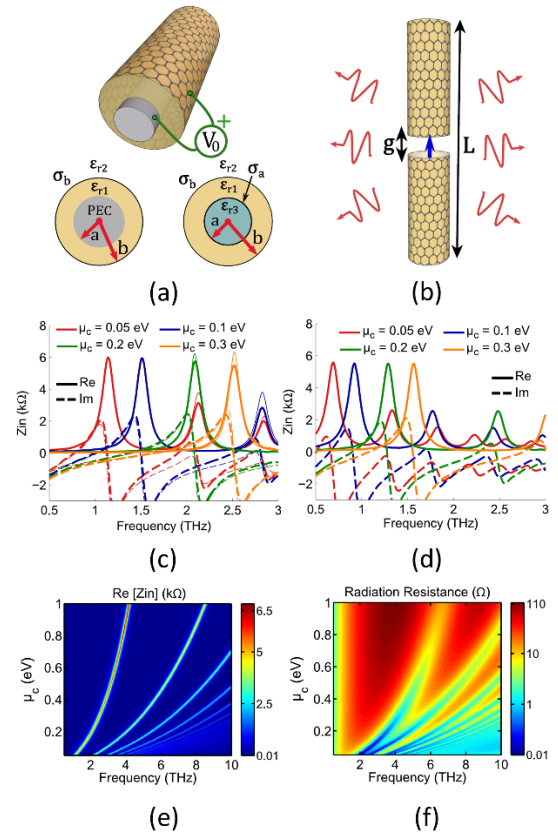 V₀
+
εr2
σb
εr1
PEC
a
b
εr2
σb
εr1
σa
εr3
a
b
(a)
g
L
(b)
μc = 0.05 eV
μc = 0.1 eV
μc = 0.2 eV
μc = 0.3 eV
Re
Im
Zin (kΩ)
8
6
4
2
0
−2
0.5
1
1.5
2
2.5
3
Frequency (THz)
(c)
μc = 0.05 eV
μc = 0.1 eV
μc = 0.2 eV
μc = 0.3 eV
Re
Im
Zin (kΩ)
8
6
4
2
0
−2
0.5
1
1.5
2
2.5
3
Frequency (THz)
(d)
Re [Zin] (kΩ)
μc (eV)
1
0.8
0.6
0.4
0.2
2
4
6
8
10
Frequency (THz)
6.5
5
3
1
0.01
(e)
Radiation Resistance (Ω)
μc (eV)
1
0.8
0.6
0.4
0.2
2
4
6
8
10
Frequency (THz)
110
10
1
0.1
0.01
(f)